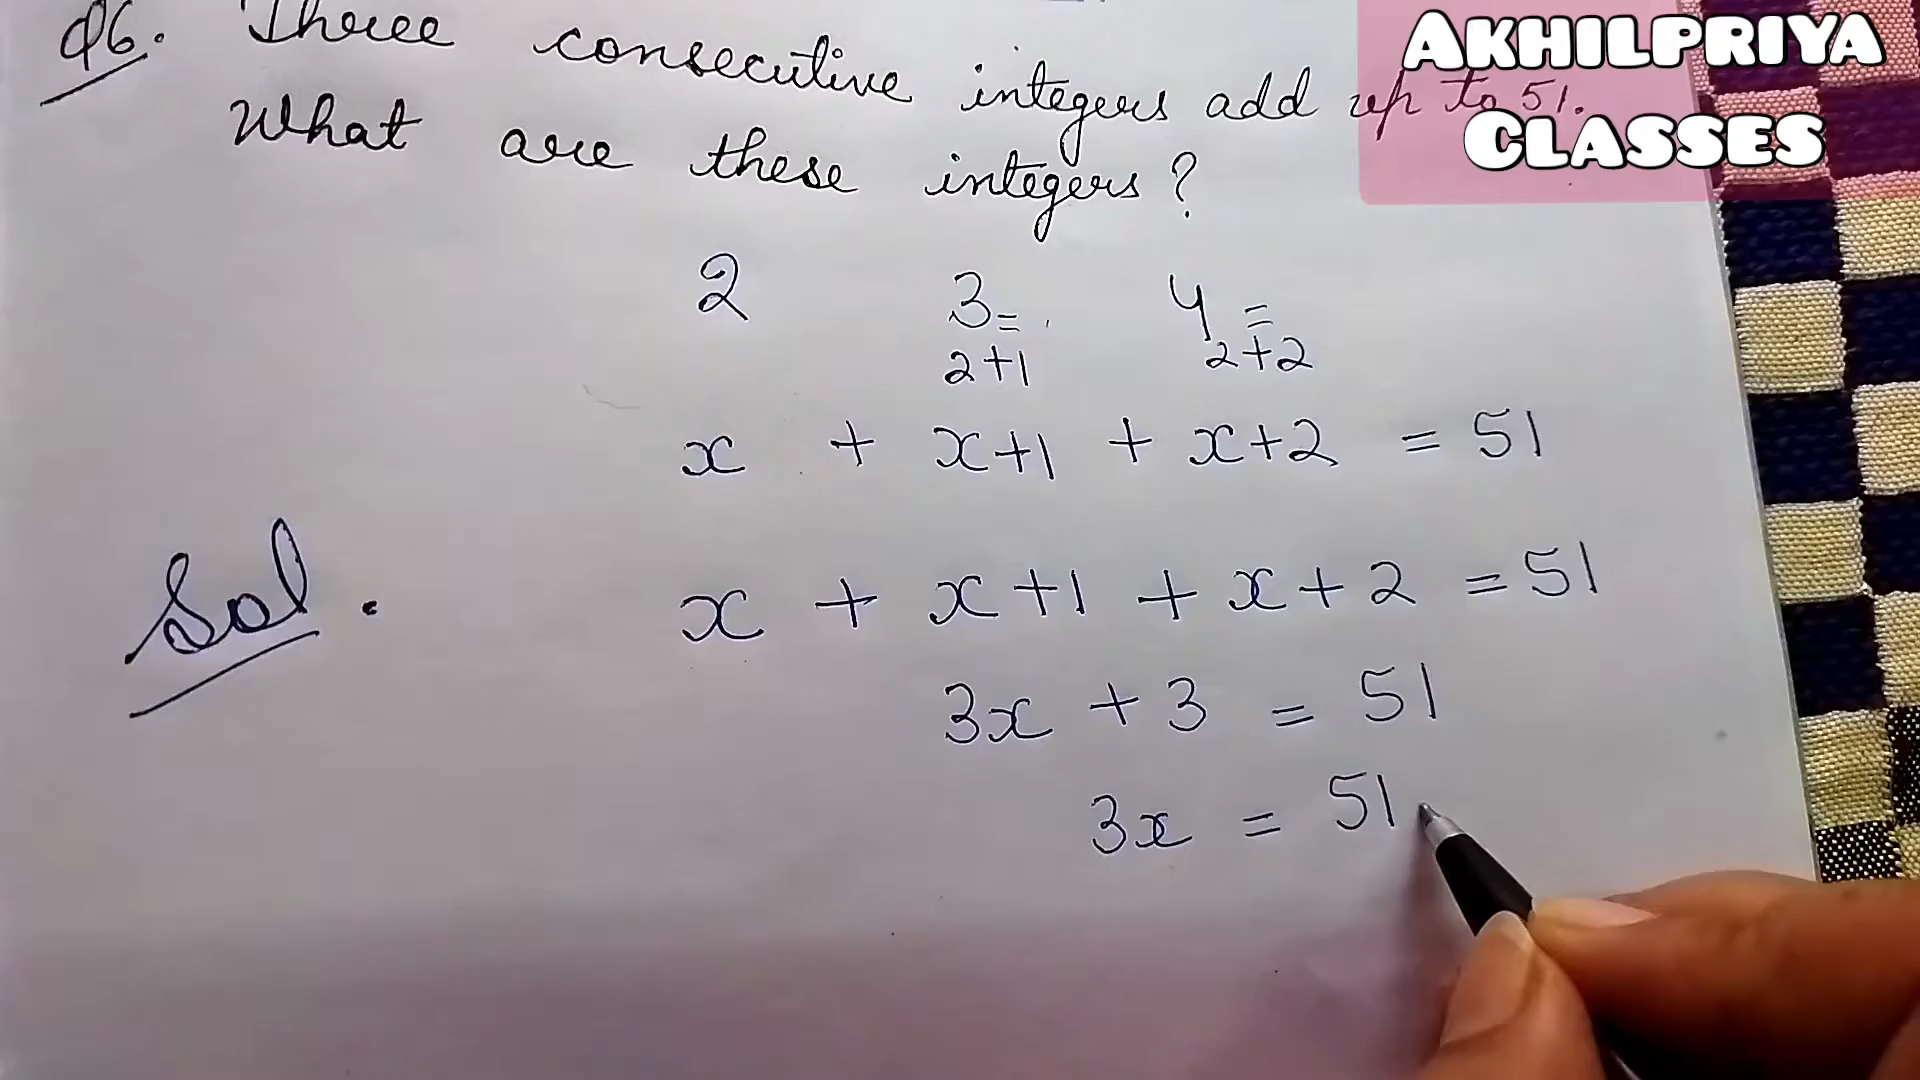 Q6. Three consecutive integers add up to 51.
What are these integers?
AKHILPRIYA
CLASSES
2 3= 4=
2+1 2+2
x + x+1 + x+2 = 51
Sol.
x + x+1 + x+2 = 51
3x + 3 = 51
3x = 51